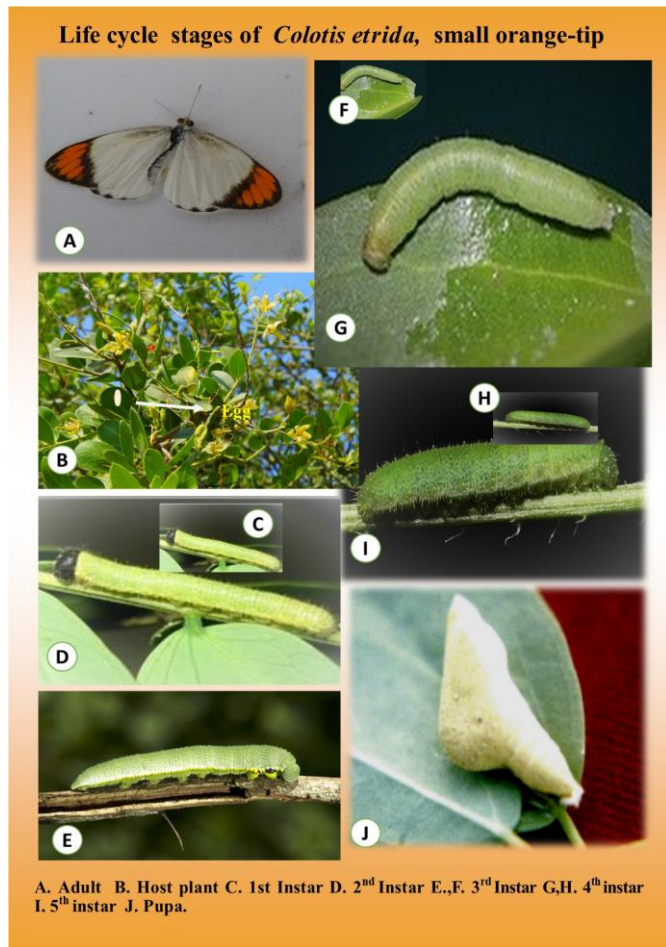 Life cycle stages of Colotis etrida, small orange-tip
F
A
G
H
Egg
B
I
C
D
E
J
A. Adult B. Host plant C. 1st Instar D. 2nd Instar E.,F. 3rd Instar G,H. 4th instar
I. 5th instar J. Pupa.